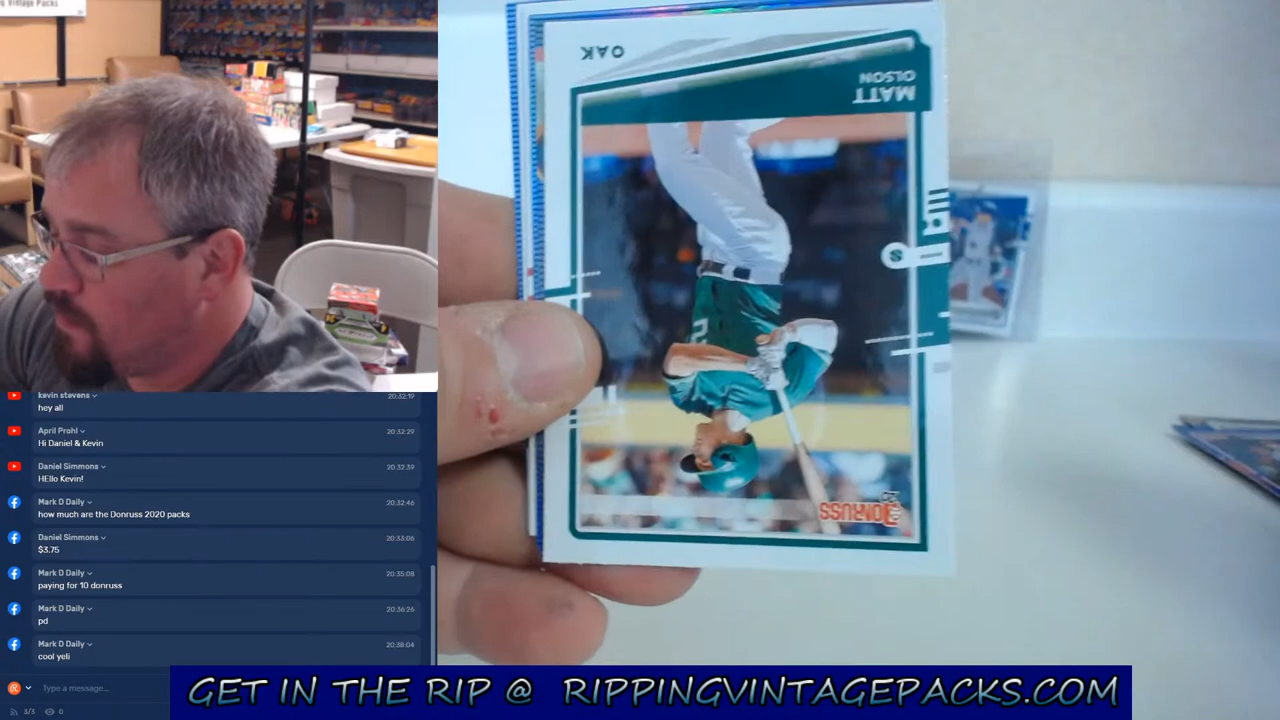 g Vintage Packs
OAK
MATT
OLSON
DONRUSS
kevin stevens
20:32:19
hey all
April Prohl
20:32:29
Hi Daniel & Kevin
Daniel Simmons
20:32:39
HEllo Kevin!
Mark D Daily
20:32:46
how much are the Donruss 2020 packs
Daniel Simmons
20:33:06
$3.75
Mark D Daily
20:35:08
paying for 10 donruss
Mark D Daily
20:36:26
pd
Mark D Daily
20:38:04
cool yeli
Type a message...
3/3 0
GET IN THE RIP @ RIPPINGVINTAGEPACKS.COM